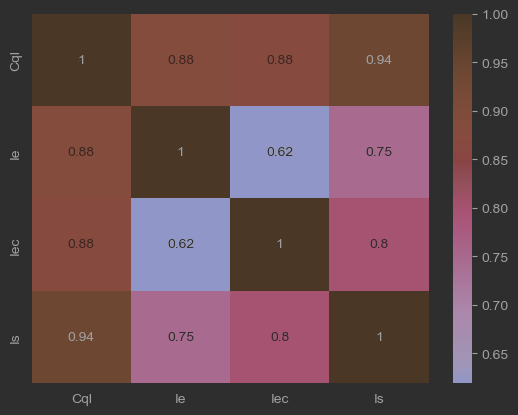 Cql 1 0.88 0.88 0.94
Ie 0.88 1 0.62 0.75
Iec 0.88 0.62 1 0.8
Is 0.94 0.75 0.8 1
Cql Ie Iec Is
1.00
0.95
0.90
0.85
0.80
0.75
0.70
0.65